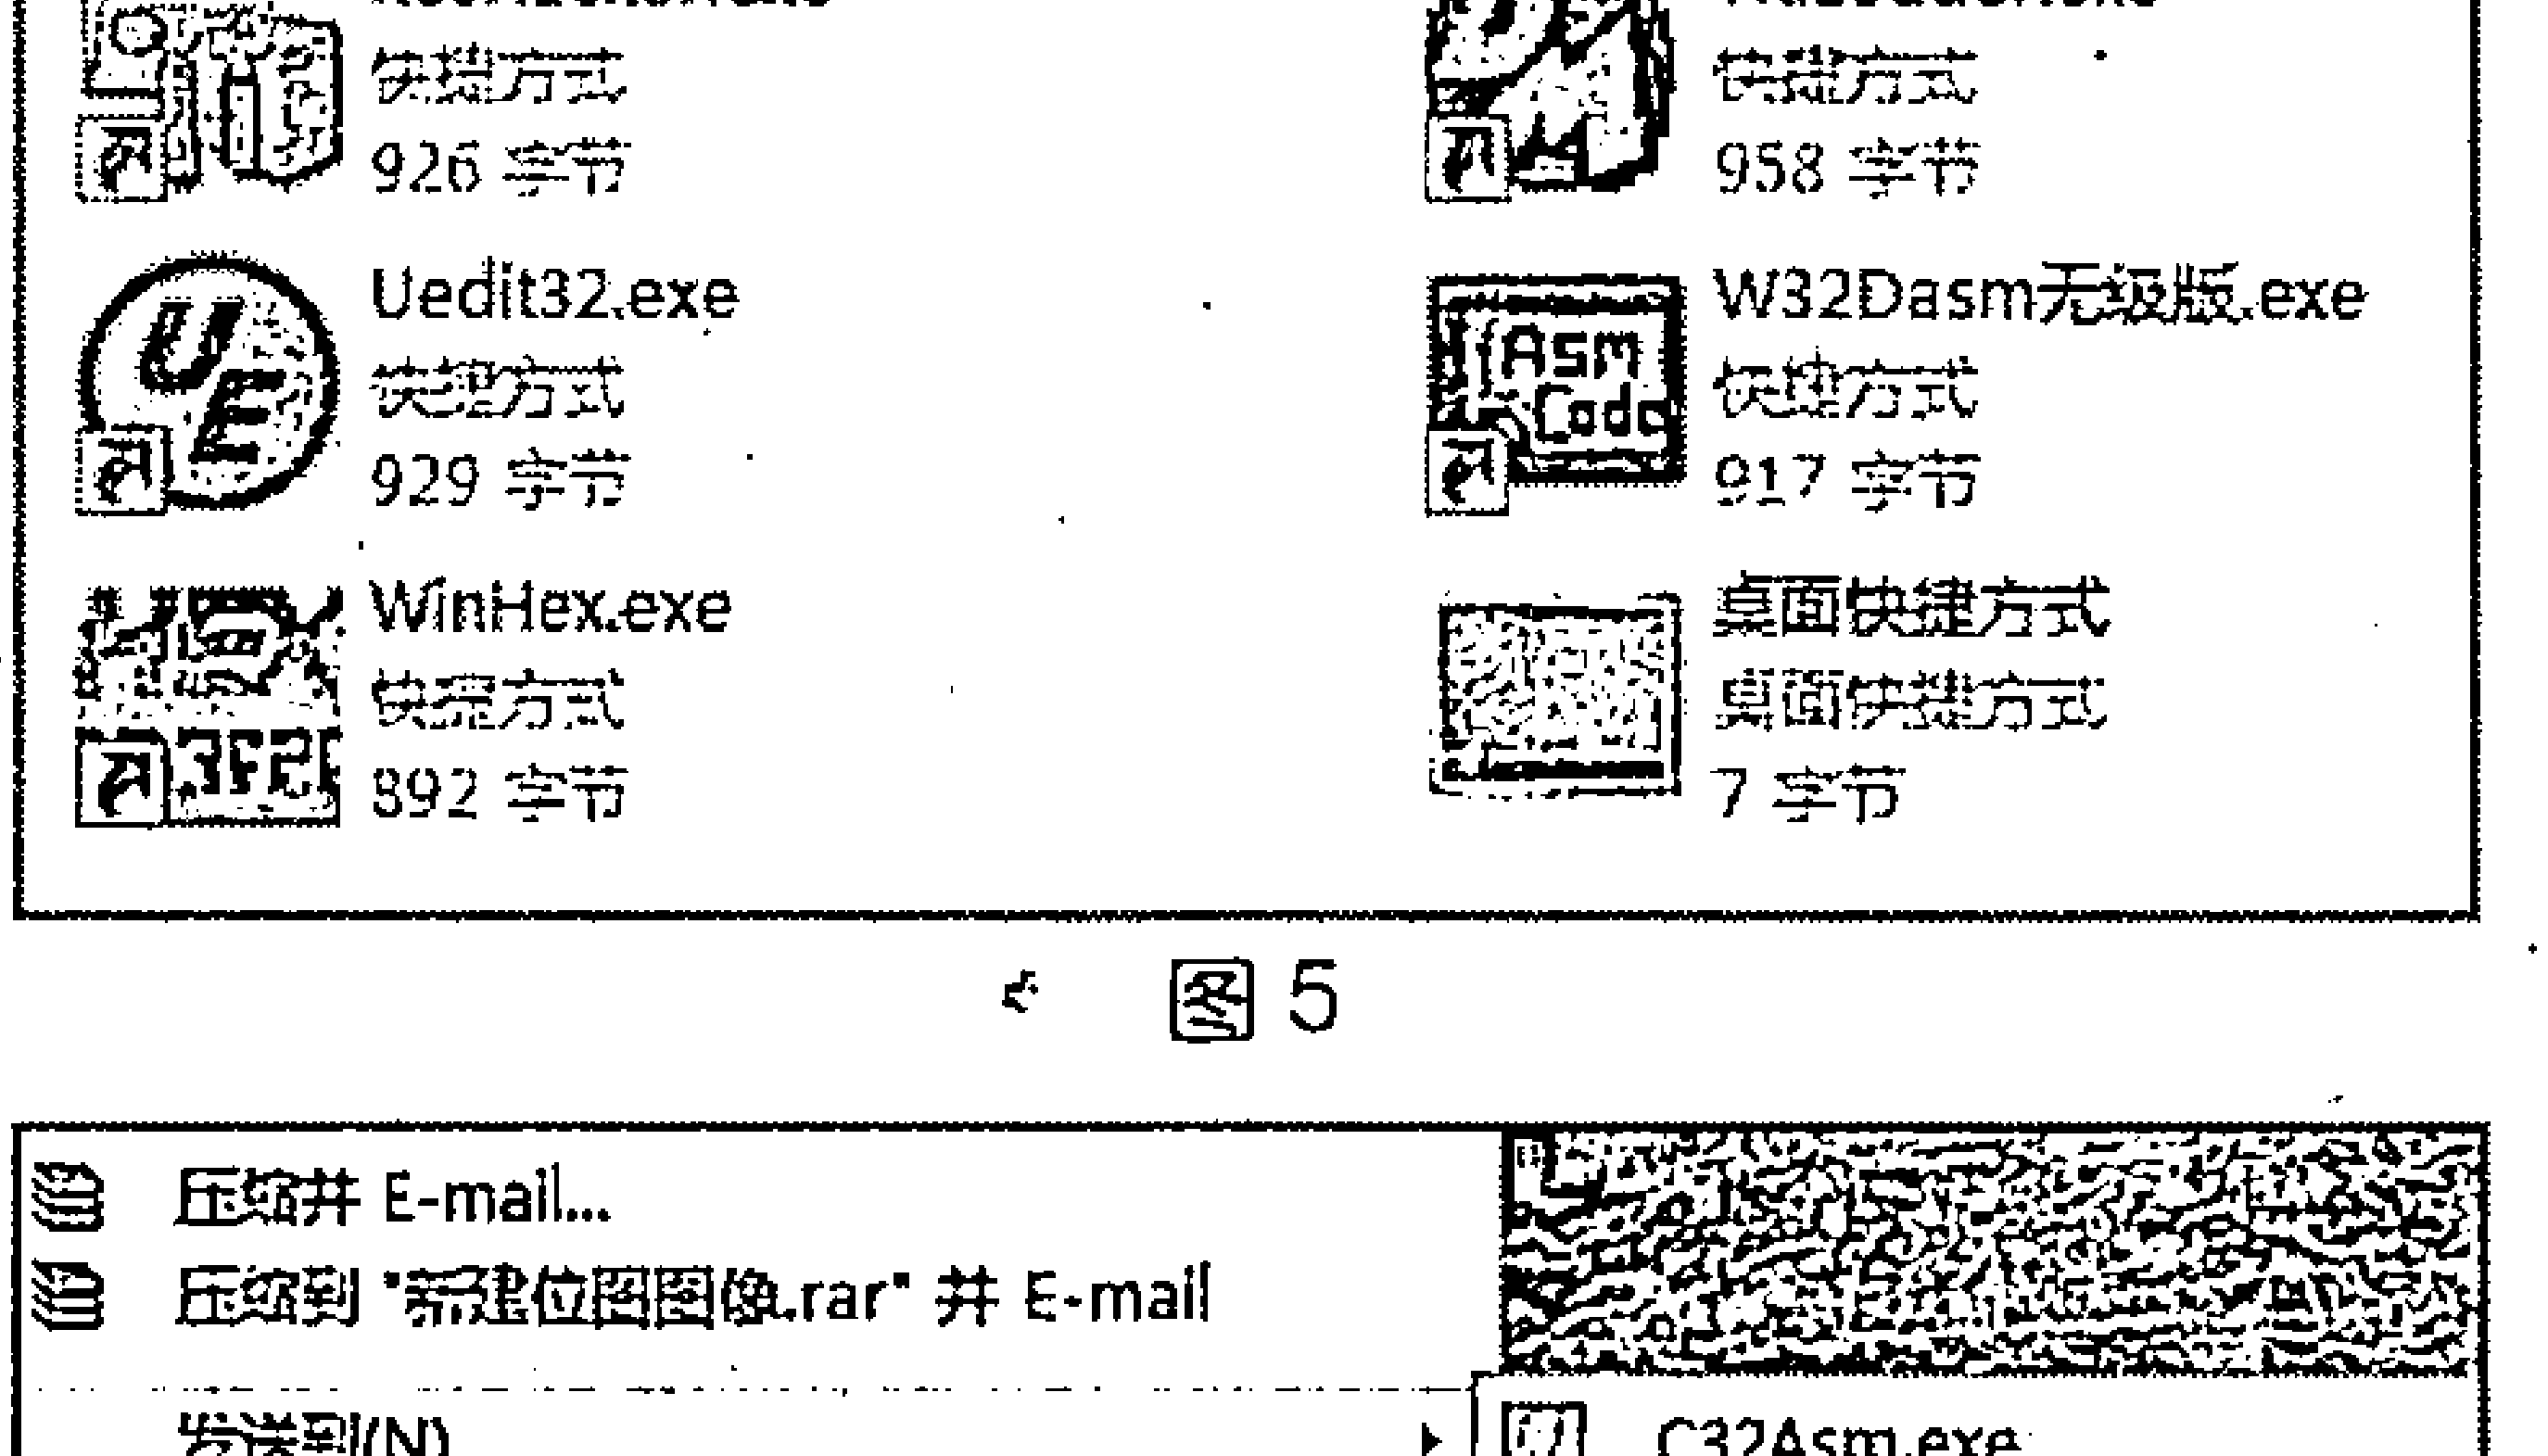 快捷方式
926 字节
快捷方式
958 字节
Uedit32.exe
快捷方式
929 字节
W32Dasm无级版.exe
快捷方式
917 字节
WinHex.exe
快捷方式
892 字节
桌面快捷方式
桌面快捷方式
7 字节
UE
Asm
Code
图 5
压缩并 E-mail...
压缩到 "新建位图图像.rar" 并 E-mail
发送到(N)
C32Asm.exe